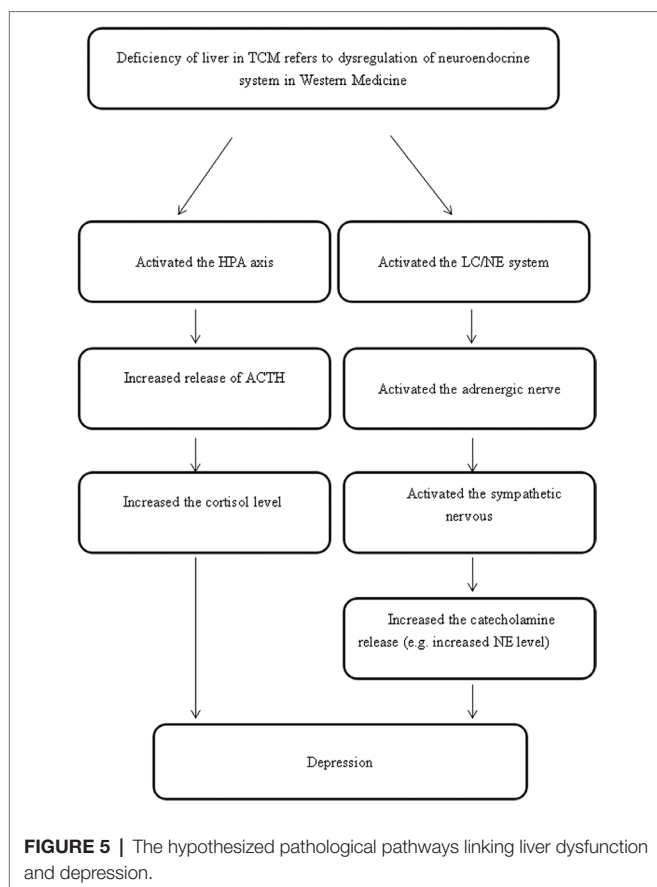 Deficiency of liver in TCM refers to dysregulation of neuroendocrine
system in Western Medicine
Activated the HPA axis
Activated the LC/NE system
Increased release of ACTH
Activated the adrenergic nerve
Increased the cortisol level
Activated the sympathetic
nervous
Increased the catecholamine
release (e.g. increased NE level)
Depression
FIGURE 5 | The hypothesized pathological pathways linking liver dysfunction
and depression.